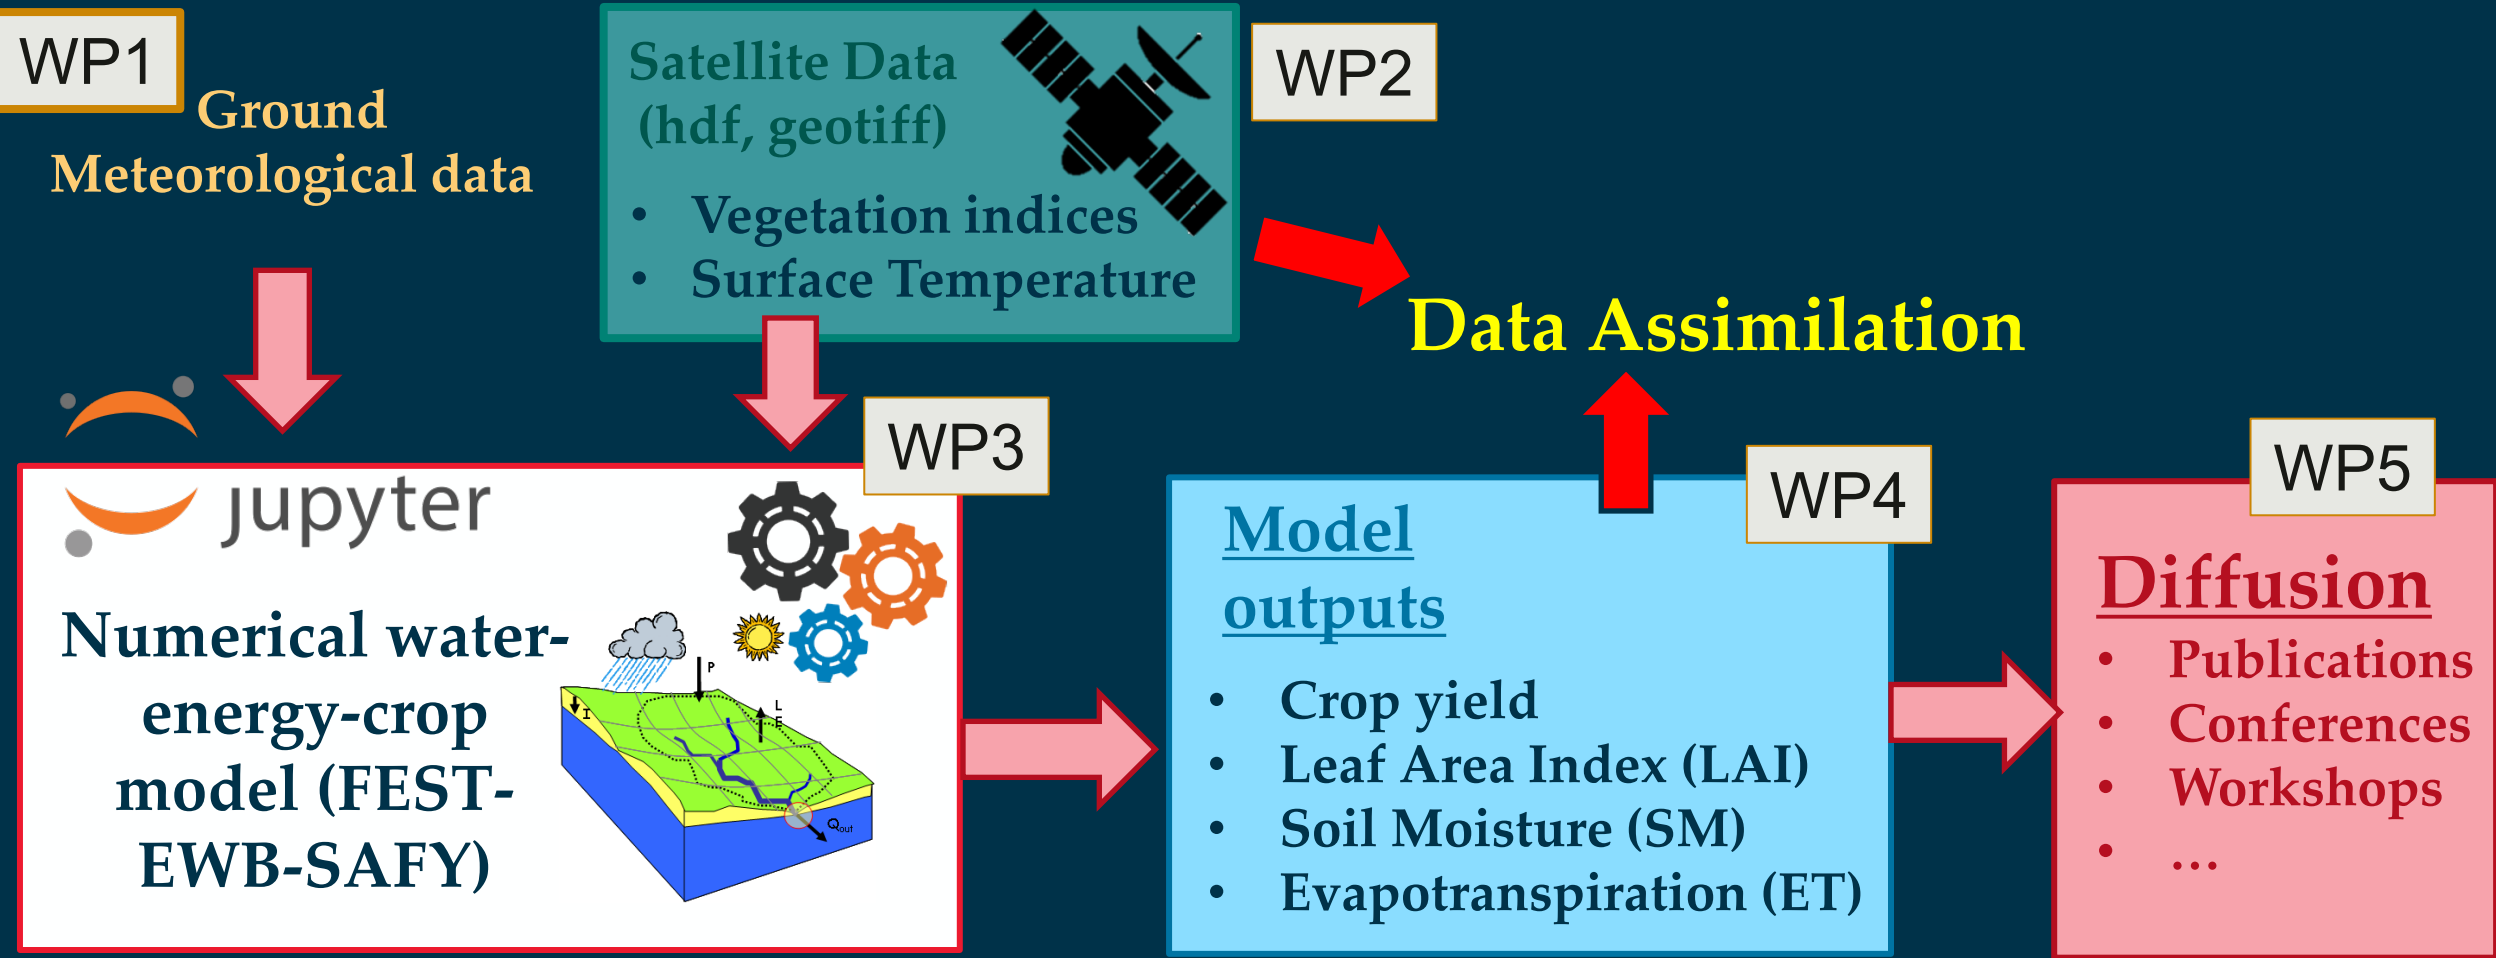 WP1
Ground
Meteorological data
Satellite Data
(hdf, geotiff)
• Vegetation indices
• Surface Temperature
WP2
Data Assimilation
WP3
jupyter
Numerical water-
energy-crop
model (FEST-
EWB-SAFY)
P
I
L
E
Qout
WP4
Model
outputs
• Crop yield
• Leaf Area Index (LAI)
• Soil Moisture (SM)
• Evapotranspiration (ET)
WP5
Diffusion
• Publications
• Conferences
• Workshops
• ...